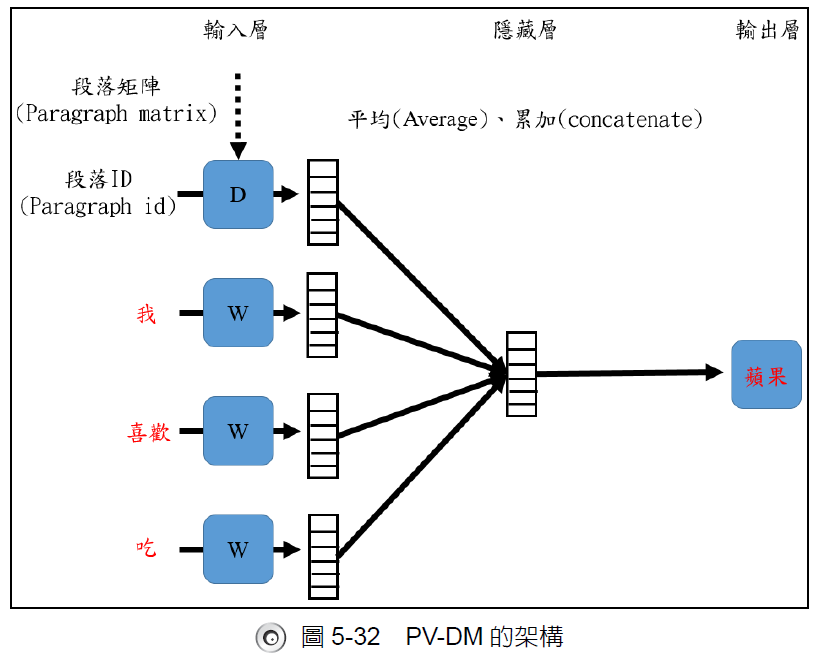 輸入層 隱藏層 輸出層
段落矩陣
(Paragraph matrix)
平均(Average)、累加(concatenate)
段落ID
(Paragraph id)
D
我 W
喜歡 W
吃 W
蘋果
圖 5-32 PV-DM 的架構